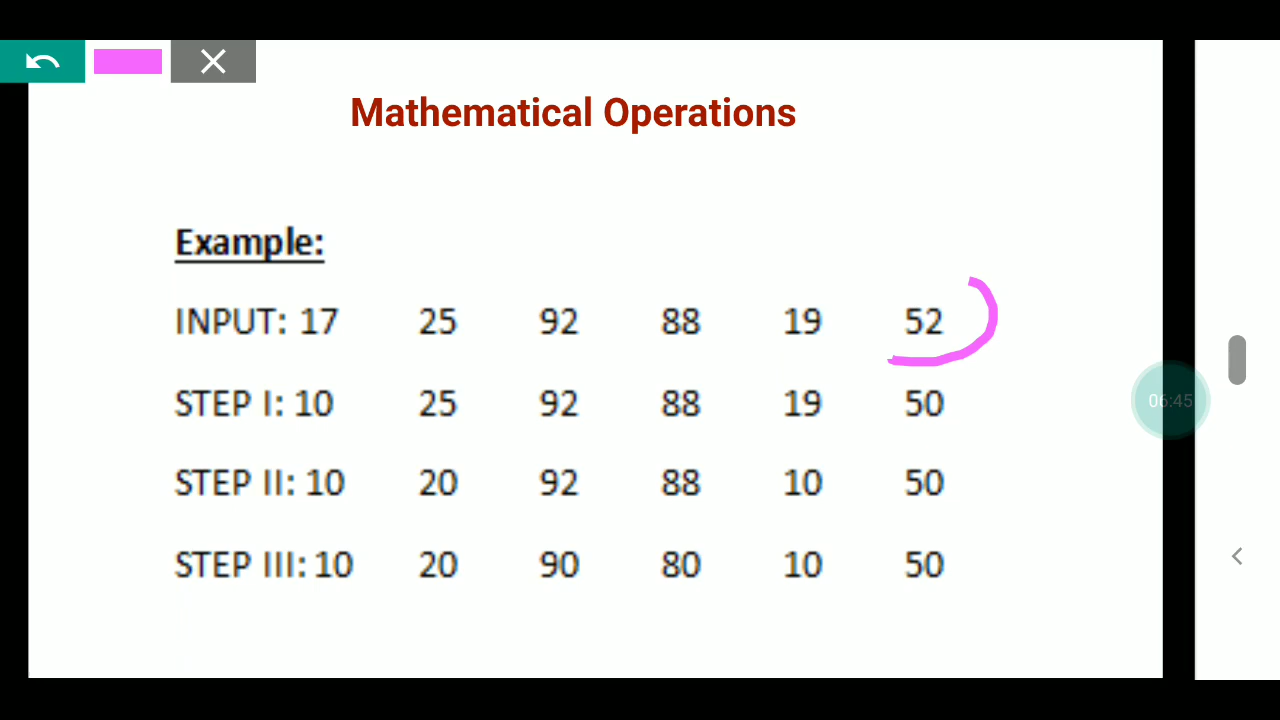 Mathematical Operations
Example:
INPUT: 17 25 92 88 19 52
STEP I: 10 25 92 88 19 50
06:45
STEP II: 10 20 92 88 10 50
STEP III: 10 20 90 80 10 50